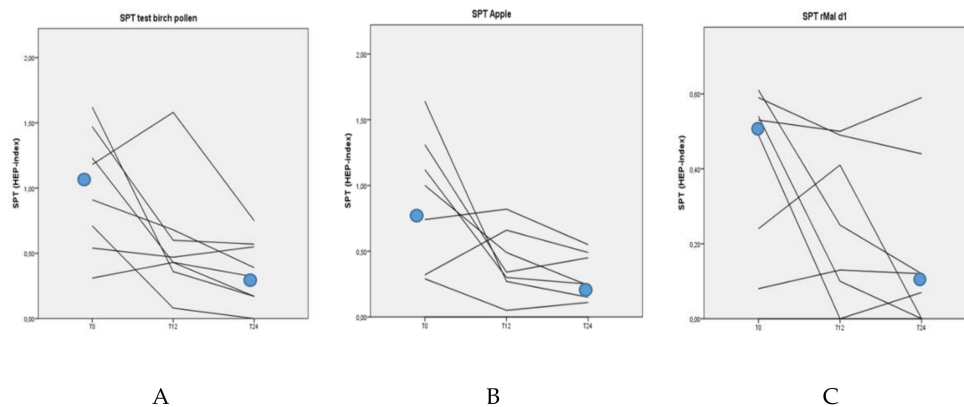 SPT test birch pollen
SPT (HEP-index)
2,00
1,50
1,00
0,50
0,00
T0 T12 T24
A
SPT Apple
SPT (HEP-index)
2,00
1,50
1,00
0,50
0,00
T0 T12 T24
B
SPT rMal d1
SPT (HEP-index)
0,60
0,40
0,20
0,00
T0 T12 T24
C